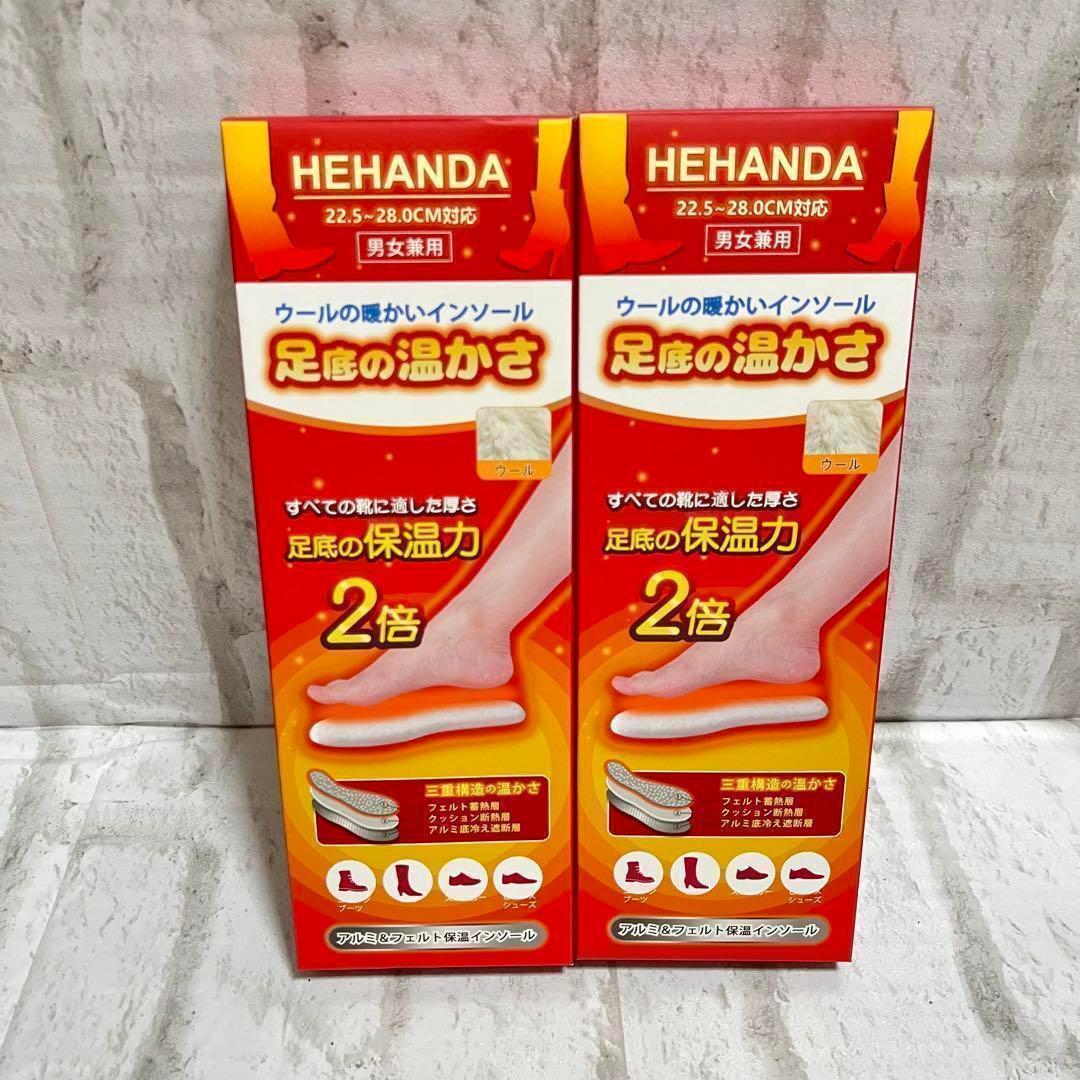 HEHANDA
22.5~28.0CM対応
男女兼用
ウールの暖かいインソール
足底の温かさ
ウール
すべての靴に適した厚さ
足底の保温力
2倍
三重構造の温かさ
フェルト蓄熱層
クッション断熱層
アルミ底冷え遮断層
ブーツ
シューズ
アルミ&フェルト保温インソール
HEHANDA
22.5~28.0CM対応
男女兼用
ウールの暖かいインソール
足底の温かさ
ウール
すべての靴に適した厚さ
足底の保温力
2倍
三重構造の温かさ
フェルト蓄熱層
クッション断熱層
アルミ底冷え遮断層
ブーツ
シューズ
アルミ&フェルト保温インソール